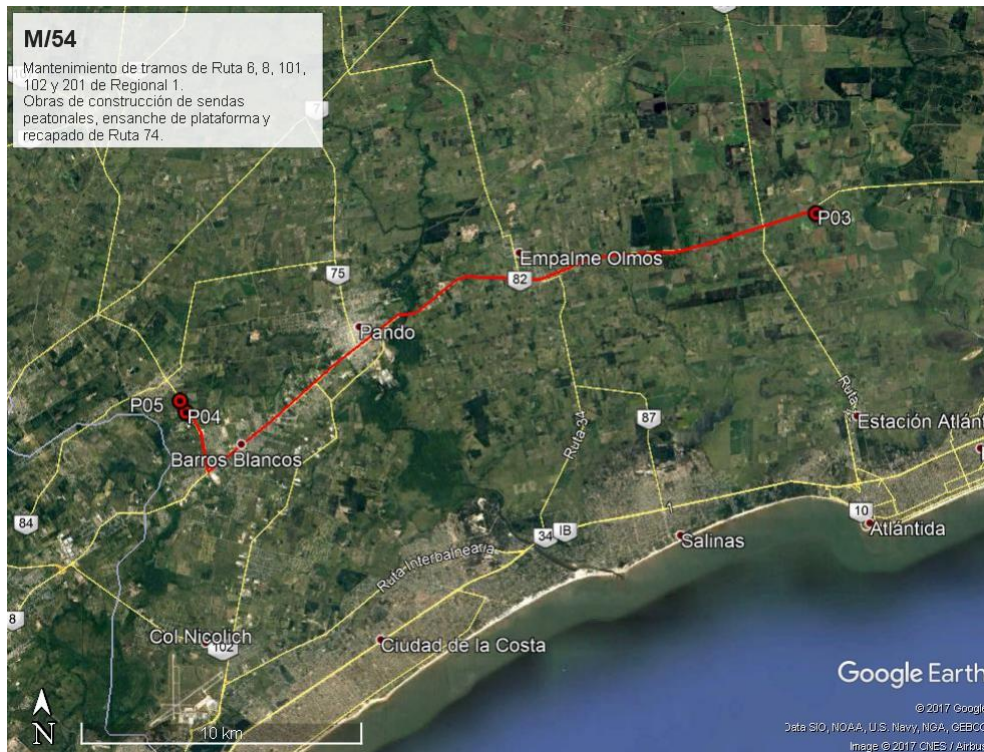 M/54
Mantenimiento de tramos de Ruta 6, 8, 101,
102 y 201 de Regional 1.
Obras de construcción de sendas
peatonales, ensanche de plataforma y
recapado de Ruta 74.
7
P03
Empalme Olmos
75
82
Pando
P05
P04
Ruta
87
Estación Atlánt
Barros Blancos
Ruta-34
84
10
34
IB
Atlántida
Salinas
Ruta Interbalnearia
8
Col Nicolich
102
Ciudad de la Costa
Google Earth
N
10 km
© 2017 Google
Data SIO, NOAA, U.S. Navy, NGA, GEBCO
Image © 2017 CNES / Airbus